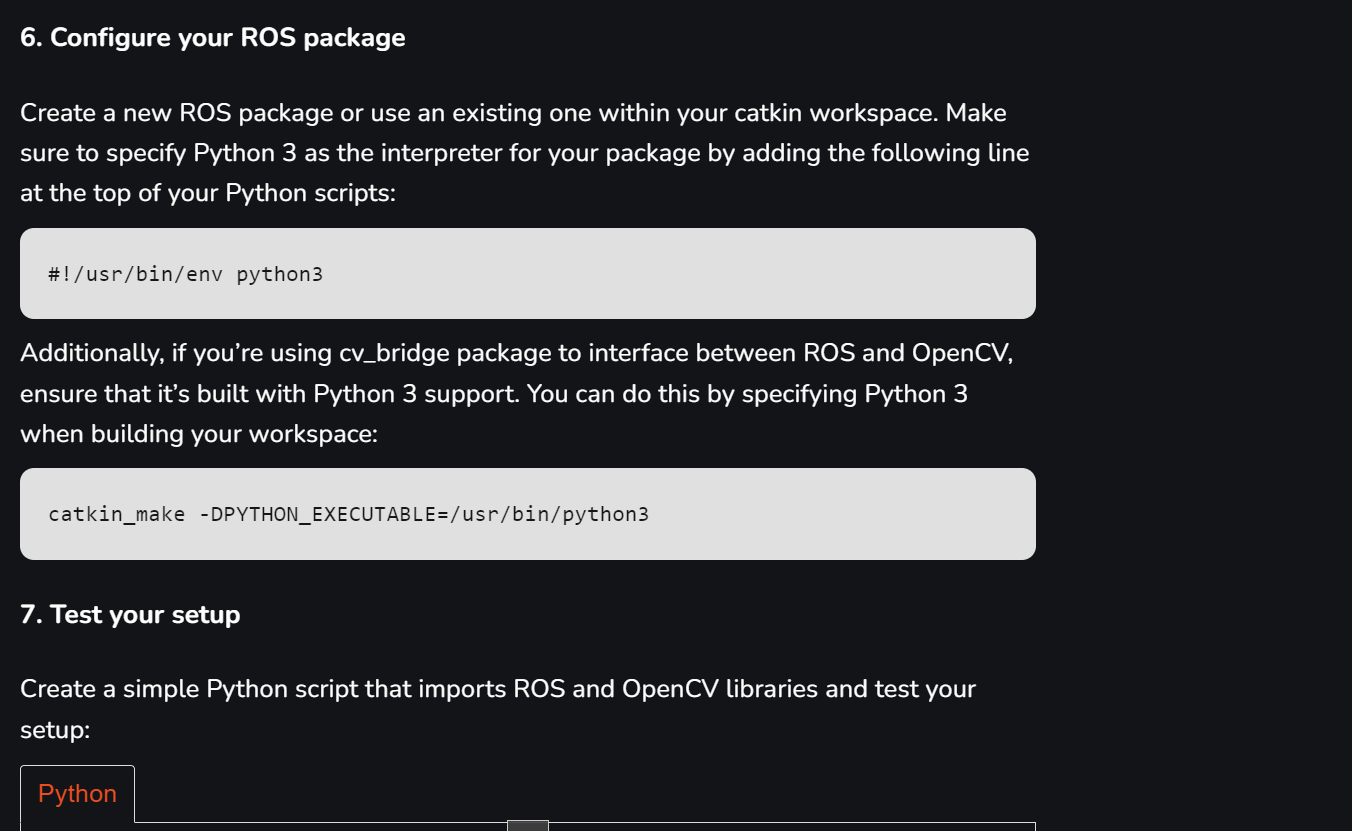 6. Configure your ROS package
Create a new ROS package or use an existing one within your catkin workspace. Make
sure to specify Python 3 as the interpreter for your package by adding the following line
at the top of your Python scripts:
#!/usr/bin/env python3
Additionally, if you’re using cv_bridge package to interface between ROS and OpenCV,
ensure that it’s built with Python 3 support. You can do this by specifying Python 3
when building your workspace:
catkin_make -DPYTHON_EXECUTABLE=/usr/bin/python3
7. Test your setup
Create a simple Python script that imports ROS and OpenCV libraries and test your
setup:
Python